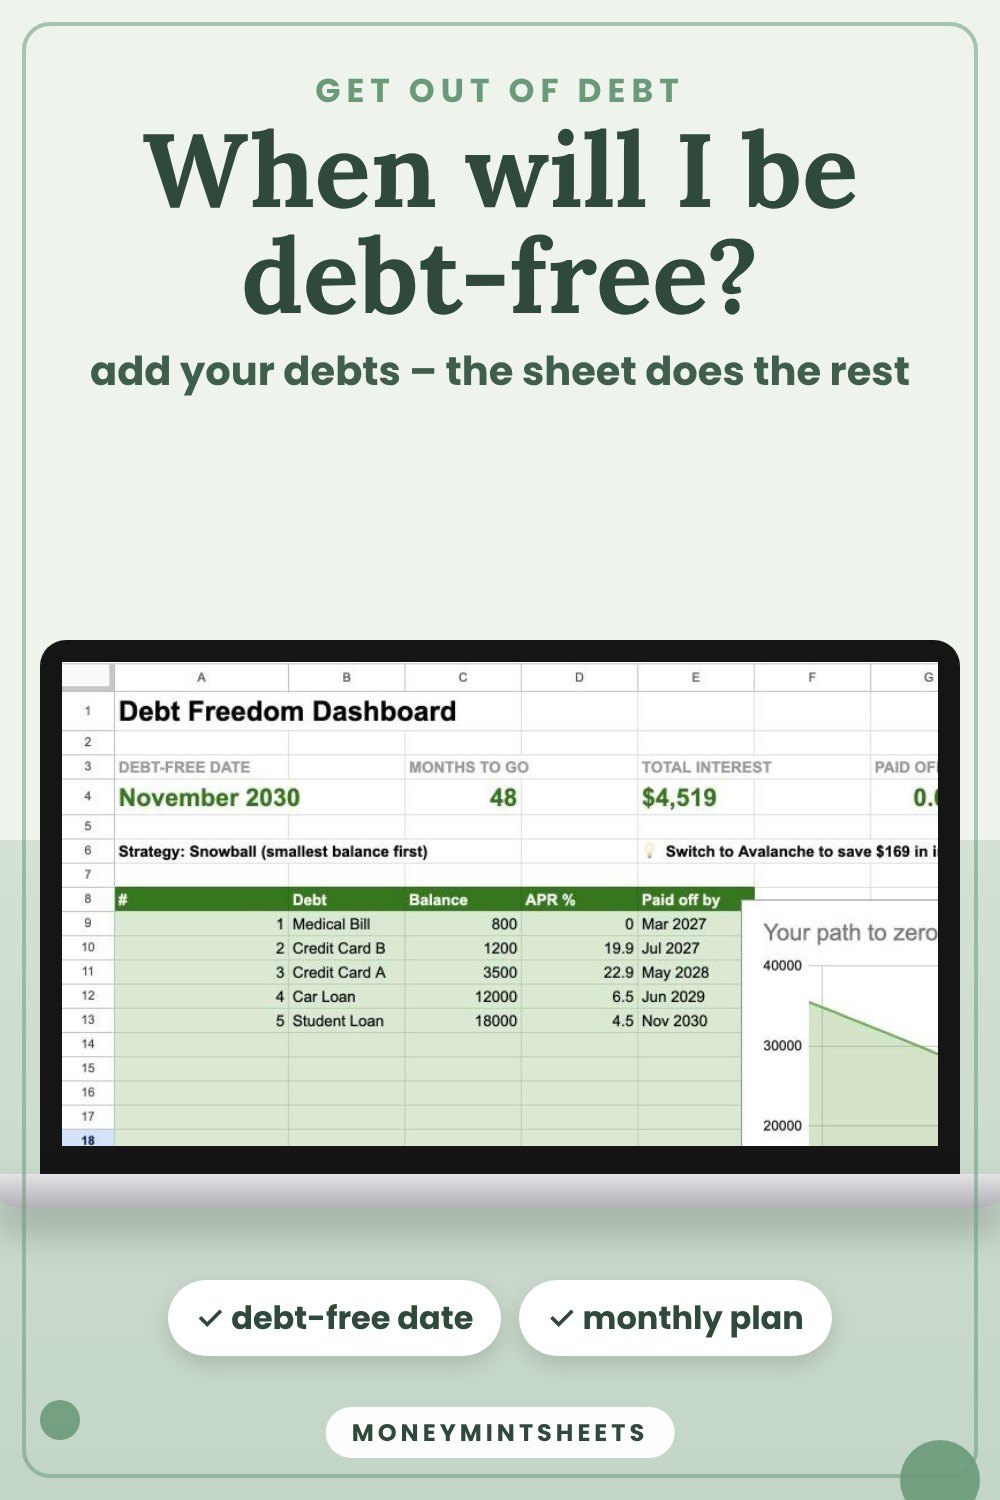 GET OUT OF DEBT
When will I be
debt-free?
add your debts – the sheet does the rest
A B C D E F G
1 Debt Freedom Dashboard
2
3 DEBT-FREE DATE MONTHS TO GO TOTAL INTEREST PAID OF
4 November 2030 48 $4,519 0.
5
6 Strategy: Snowball (smallest balance first) 💡 Switch to Avalanche to save $169 in i
7
8 # Debt Balance APR % Paid off by
9 1 Medical Bill 800 0 Mar 2027
10 2 Credit Card B 1200 19.9 Jul 2027
11 3 Credit Card A 3500 22.9 May 2028
12 4 Car Loan 12000 6.5 Jun 2029
13 5 Student Loan 18000 4.5 Nov 2030
14
15
16
17
18
Your path to zero
40000
30000
20000
✓ debt-free date ✓ monthly plan
MONEYMINTSHEETS